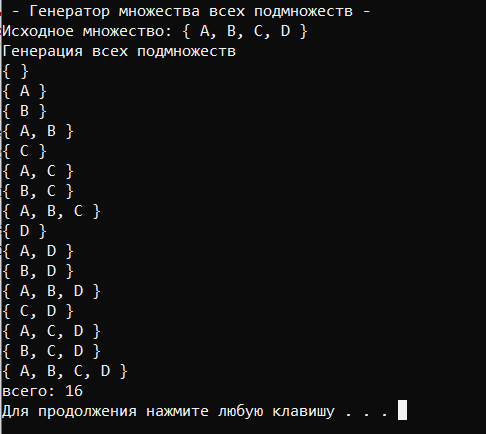 - Генератор множества всех подмножеств -
Исходное множество: { A, B, C, D }
Генерация всех подмножеств
{ }
{ A }
{ B }
{ A, B }
{ C }
{ A, C }
{ B, C }
{ A, B, C }
{ D }
{ A, D }
{ B, D }
{ A, B, D }
{ C, D }
{ A, C, D }
{ B, C, D }
{ A, B, C, D }
всего: 16
Для продолжения нажмите любую клавишу . . .